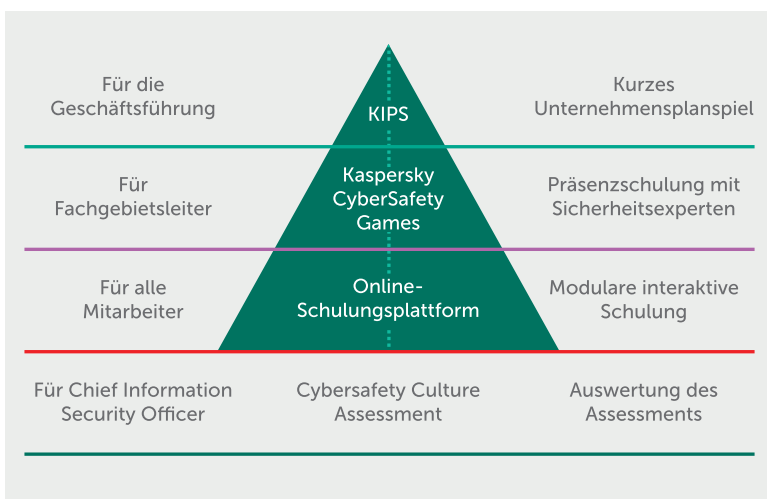 Für die
Geschäftsführung
KIPS
Kurzes
Unternehmensplanspiel
Für
Fachgebietsleiter
Kaspersky
CyberSafety
Games
Präsenzschulung mit
Sicherheitsexperten
Für alle
Mitarbeiter
Online-
Schulungsplattform
Modulare interaktive
Schulung
Für Chief Information
Security Officer
Cybersafety Culture
Assessment
Auswertung des
Assessments